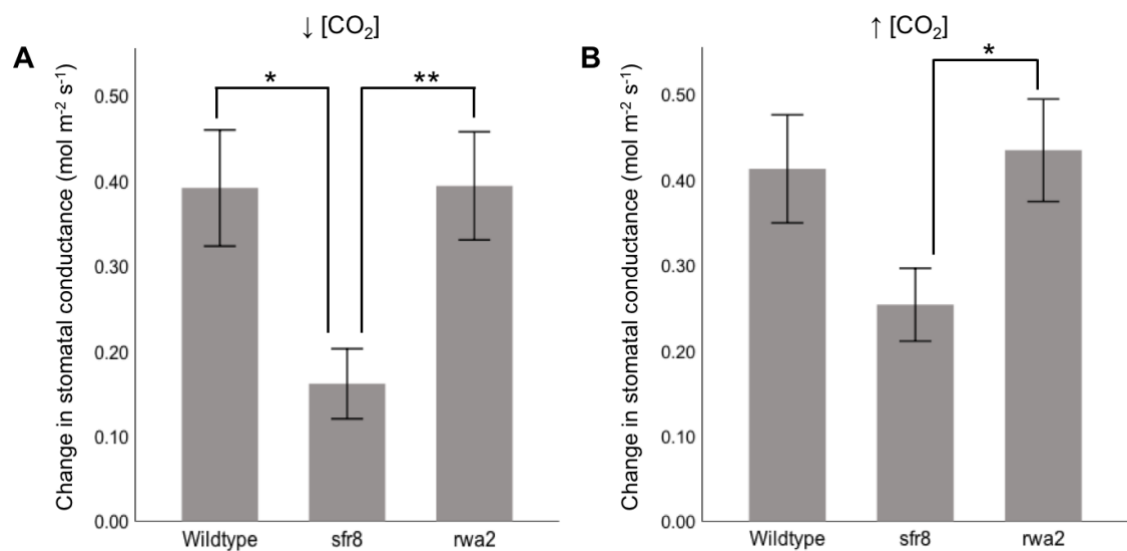 A
↓ [CO₂]
Change in stomatal conductance (mol m⁻² s⁻¹)
0.50
0.40
0.30
0.20
0.10
0.00
*
**
Wildtype
sfr8
rwa2
B
↑ [CO₂]
Change in stomatal conductance (mol m⁻² s⁻¹)
0.50
0.40
0.30
0.20
0.10
0.00
*
Wildtype
sfr8
rwa2